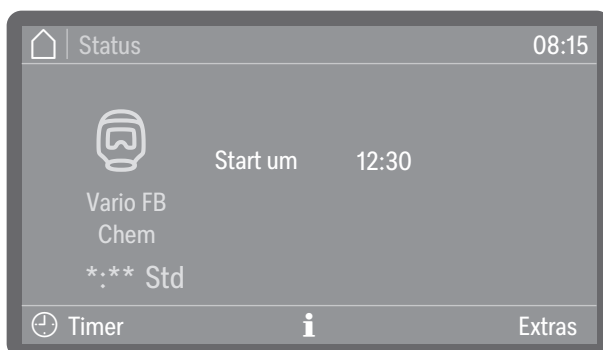 Status 08:15
Start um 12:30
Vario FB
Chem
*:** Std
Timer i Extras